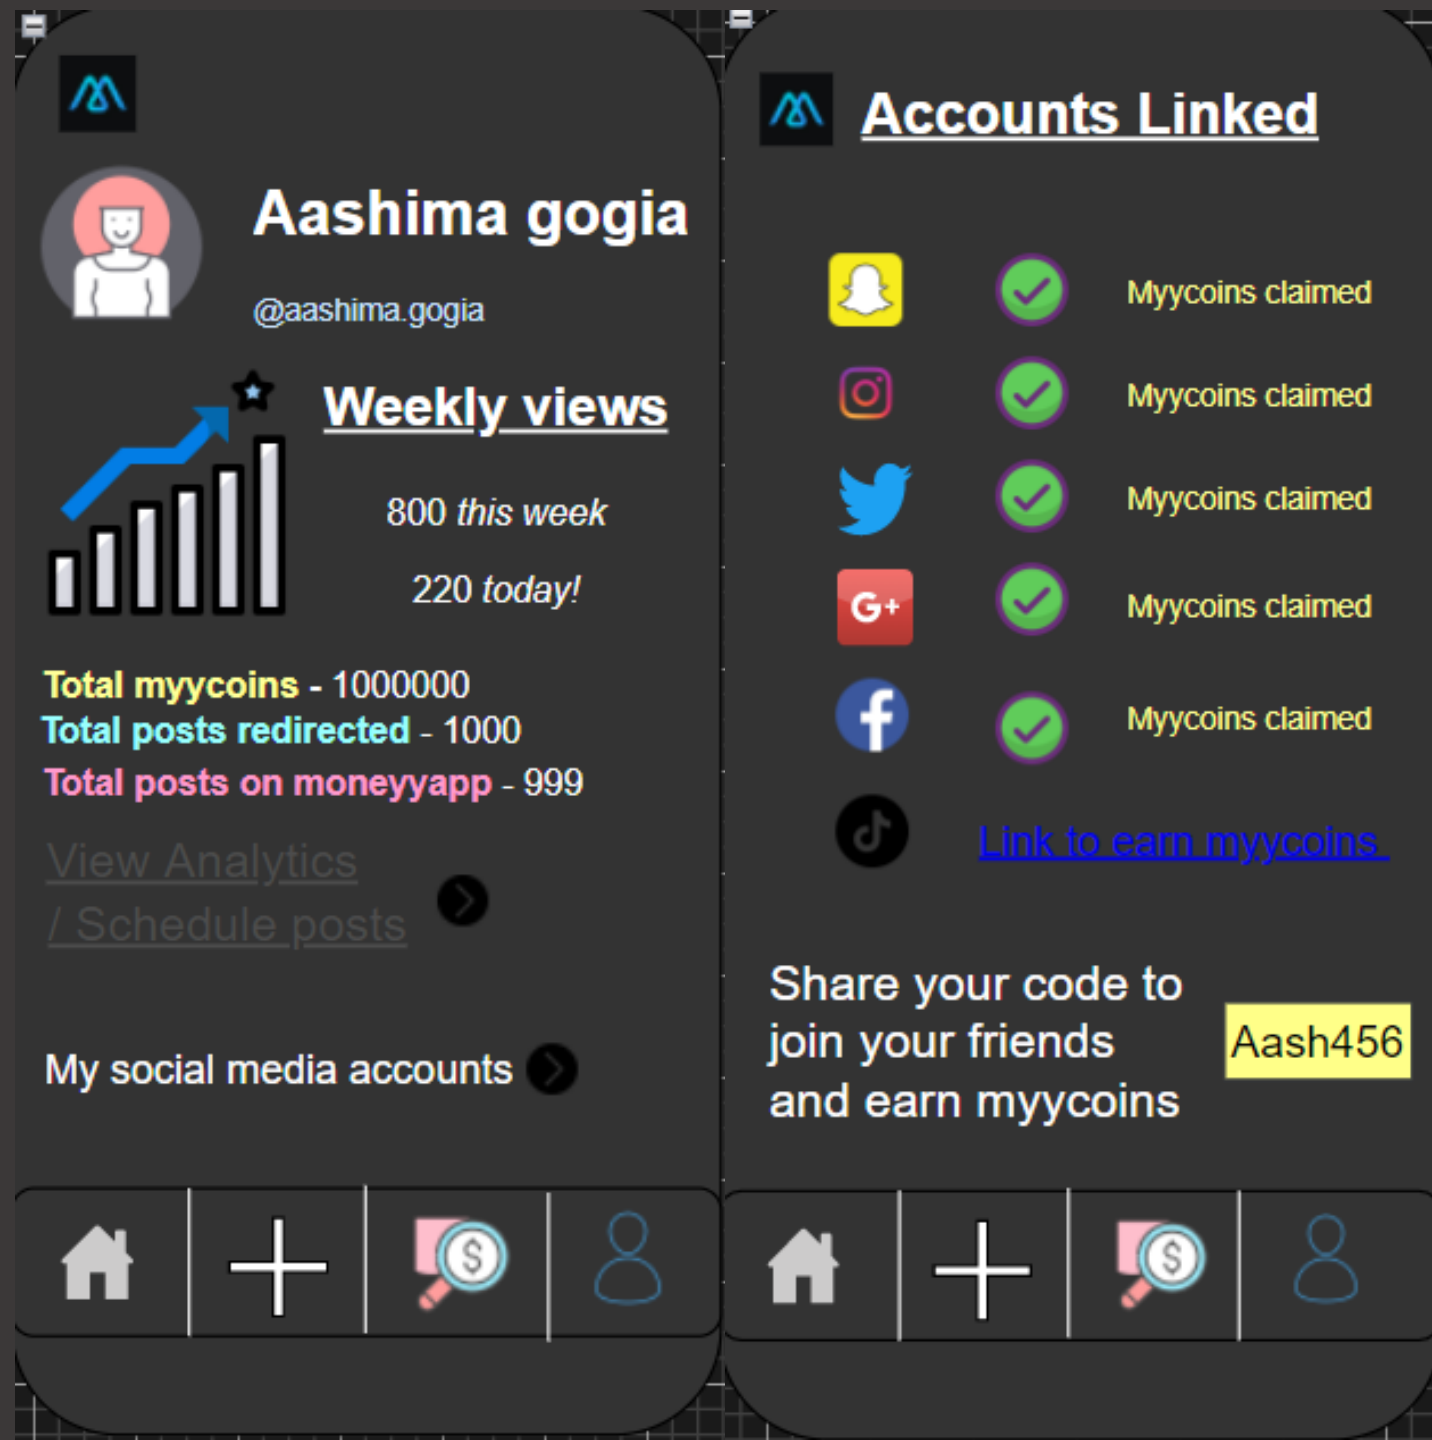 Aashima gogia
@aashima.gogia
Weekly views
800 this week
220 today!
Total myycoins - 1000000
Total posts redirected - 1000
Total posts on moneyyapp - 999
View Analytics
/ Schedule posts
My social media accounts
$
Accounts Linked
Myycoins claimed
Myycoins claimed
Myycoins claimed
G+
Myycoins claimed
f
Myycoins claimed
Link to earn myycoins
Share your code to
join your friends
and earn myycoins
Aash456
$